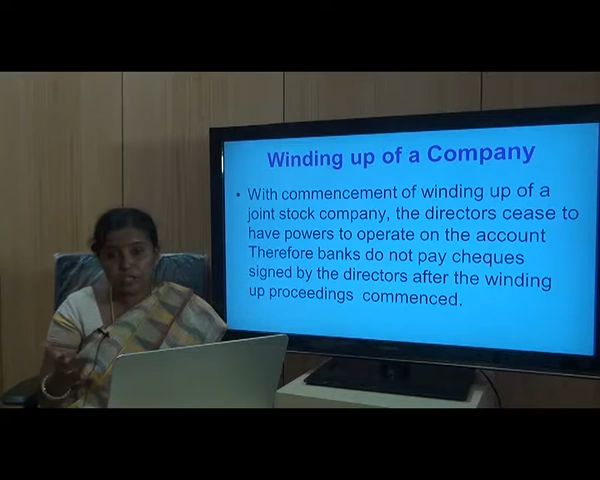 Winding up of a Company
• With commencement of winding up of a
joint stock company, the directors cease to
have powers to operate on the account
Therefore banks do not pay cheques
signed by the directors after the winding
up proceedings commenced.